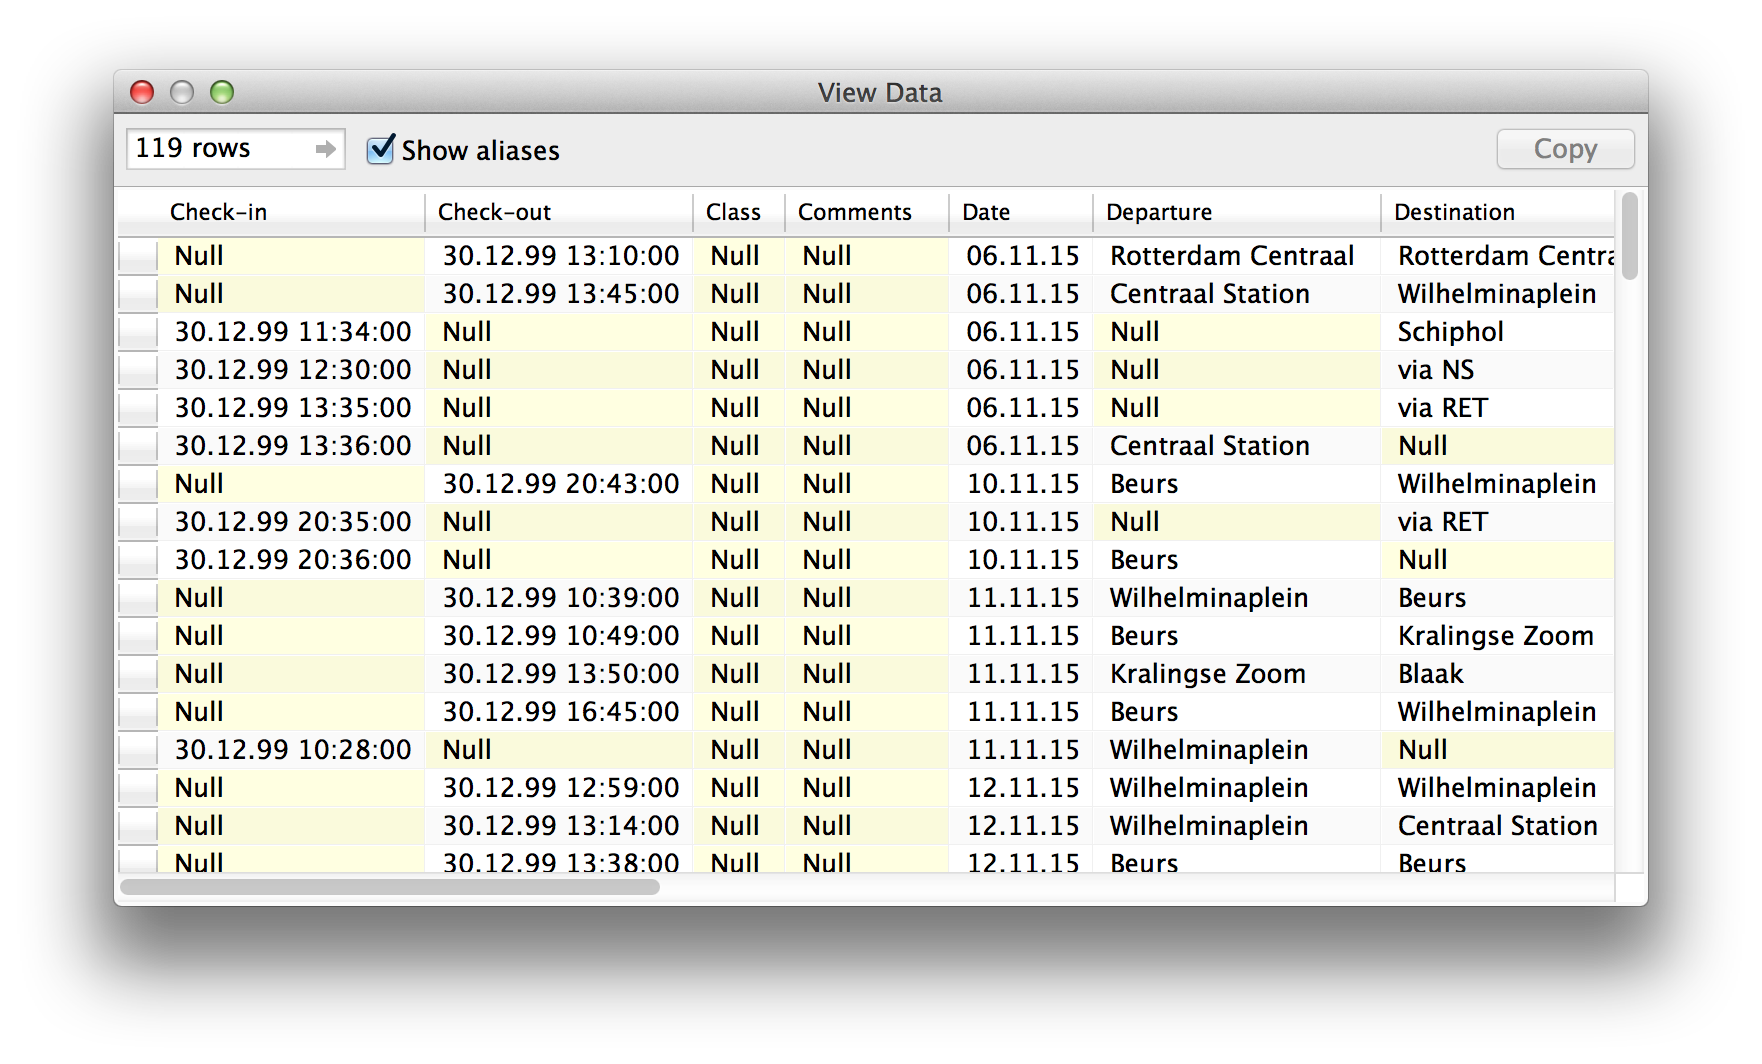 View Data
119 rows Show aliases Copy
Check-in Check-out Class Comments Date Departure Destination
Null 30.12.99 13:10:00 Null Null 06.11.15 Rotterdam Centraal Rotterdam Centra
Null 30.12.99 13:45:00 Null Null 06.11.15 Centraal Station Wilhelminaplein
30.12.99 11:34:00 Null Null Null 06.11.15 Null Schiphol
30.12.99 12:30:00 Null Null Null 06.11.15 Null via NS
30.12.99 13:35:00 Null Null Null 06.11.15 Null via RET
30.12.99 13:36:00 Null Null Null 06.11.15 Centraal Station Null
Null 30.12.99 20:43:00 Null Null 10.11.15 Beurs Wilhelminaplein
30.12.99 20:35:00 Null Null Null 10.11.15 Null via RET
30.12.99 20:36:00 Null Null Null 10.11.15 Beurs Null
Null 30.12.99 10:39:00 Null Null 11.11.15 Wilhelminaplein Beurs
Null 30.12.99 10:49:00 Null Null 11.11.15 Beurs Kralingse Zoom
Null 30.12.99 13:50:00 Null Null 11.11.15 Kralingse Zoom Blaak
Null 30.12.99 16:45:00 Null Null 11.11.15 Beurs Wilhelminaplein
30.12.99 10:28:00 Null Null Null 11.11.15 Wilhelminaplein Null
Null 30.12.99 12:59:00 Null Null 12.11.15 Wilhelminaplein Wilhelminaplein
Null 30.12.99 13:14:00 Null Null 12.11.15 Wilhelminaplein Centraal Station
Null 30.12.99 13:38:00 Null Null 12.11.15 Beurs Beurs